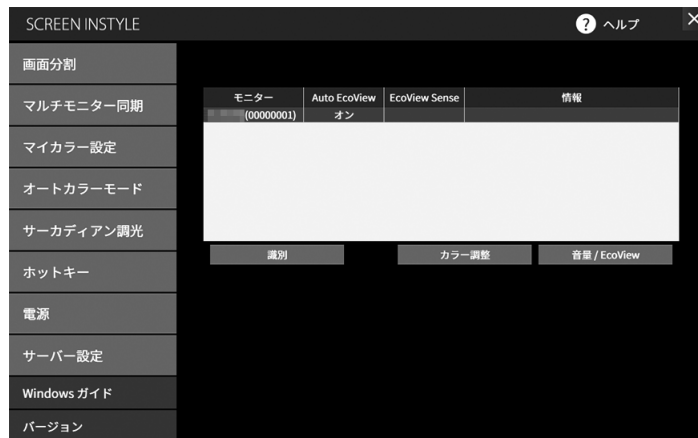 SCREEN INSTYLE
? ヘルプ
画面分割
マルチモニター同期
マイカラー設定
オートカラーモード
サーカディアン調光
ホットキー
電源
サーバー設定
Windows ガイド
バージョン
モニター Auto EcoView EcoView Sense 情報
(00000001) オン
識別 カラー調整 音量 / EcoView